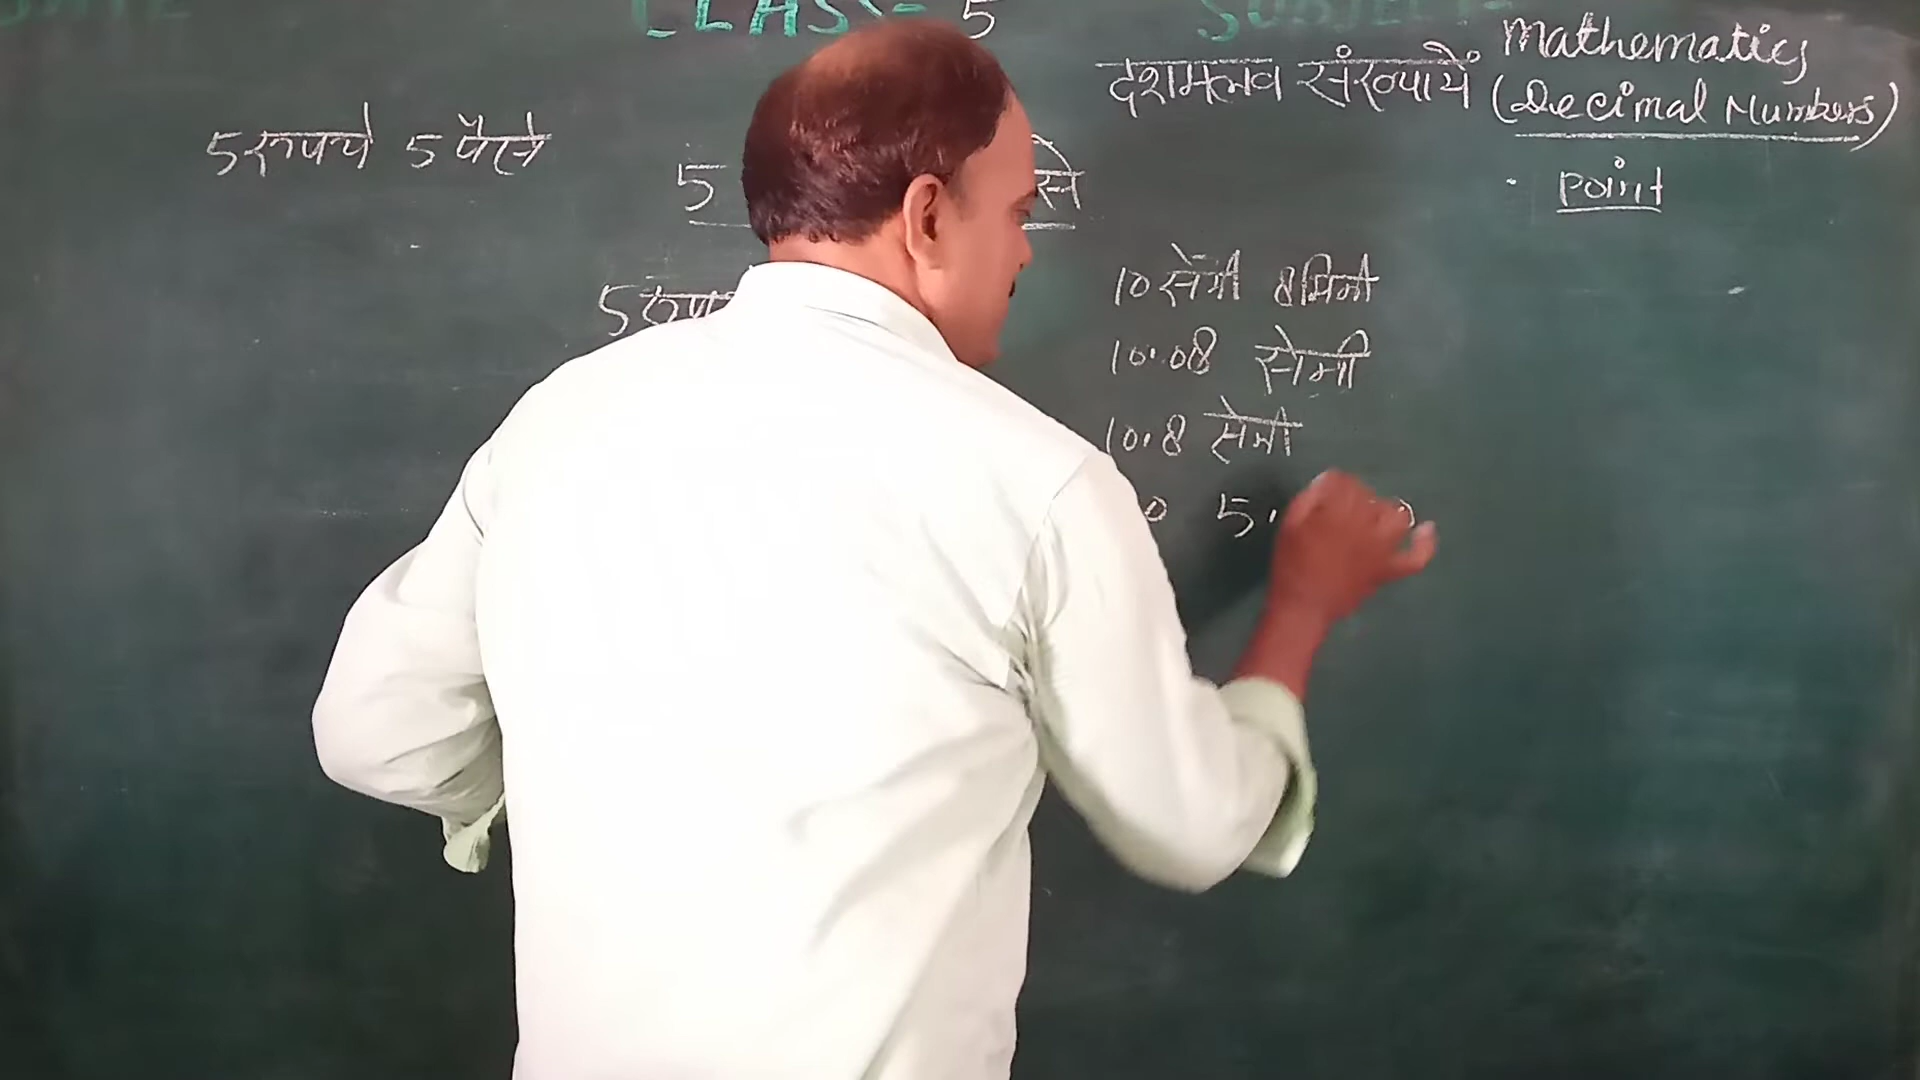 CLASS- 5 SUBJECT-
Mathematics
दशमलव संख्यायें (Decimal Numbers)
. point
5 रूपये 5 पैसे
5
5 रूप
10 सेमी 8 मिमी
10.08 सेमी
10.8 सेमी
5.